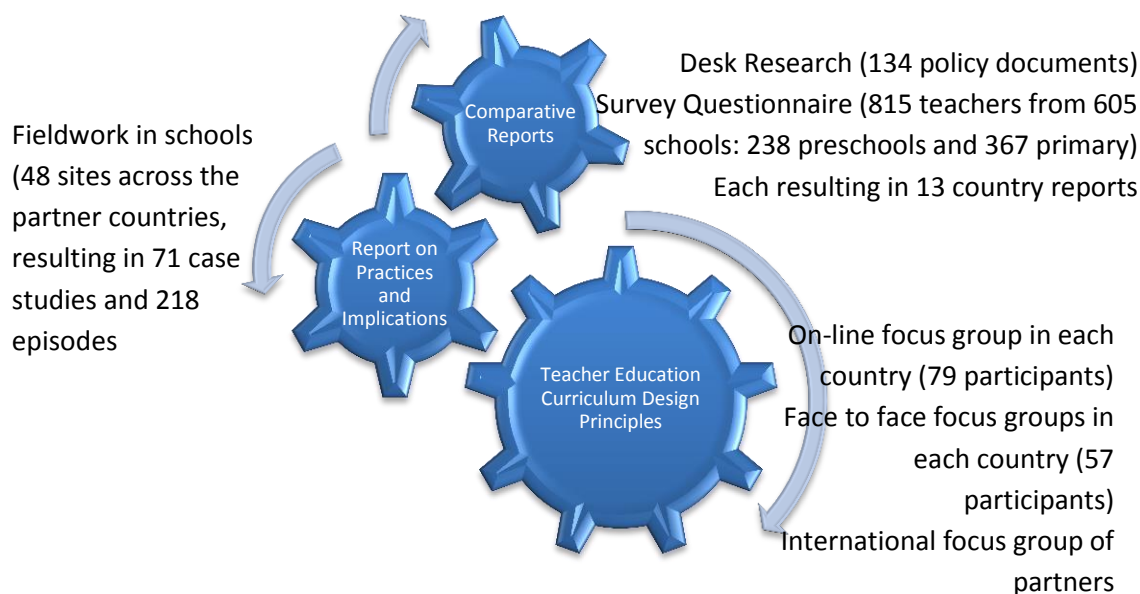 Desk Research (134 policy documents)
Survey Questionnaire (815 teachers from 605
schools: 238 preschools and 367 primary)
Each resulting in 13 country reports
Comparative
Reports
Fieldwork in schools
(48 sites across the
partner countries,
resulting in 71 case
studies and 218
episodes
Report on
Practices
and
Implications
Teacher Education
Curriculum Design
Principles
On-line focus group in each
country (79 participants)
Face to face focus groups in
each country (57
participants)
International focus group of
partners